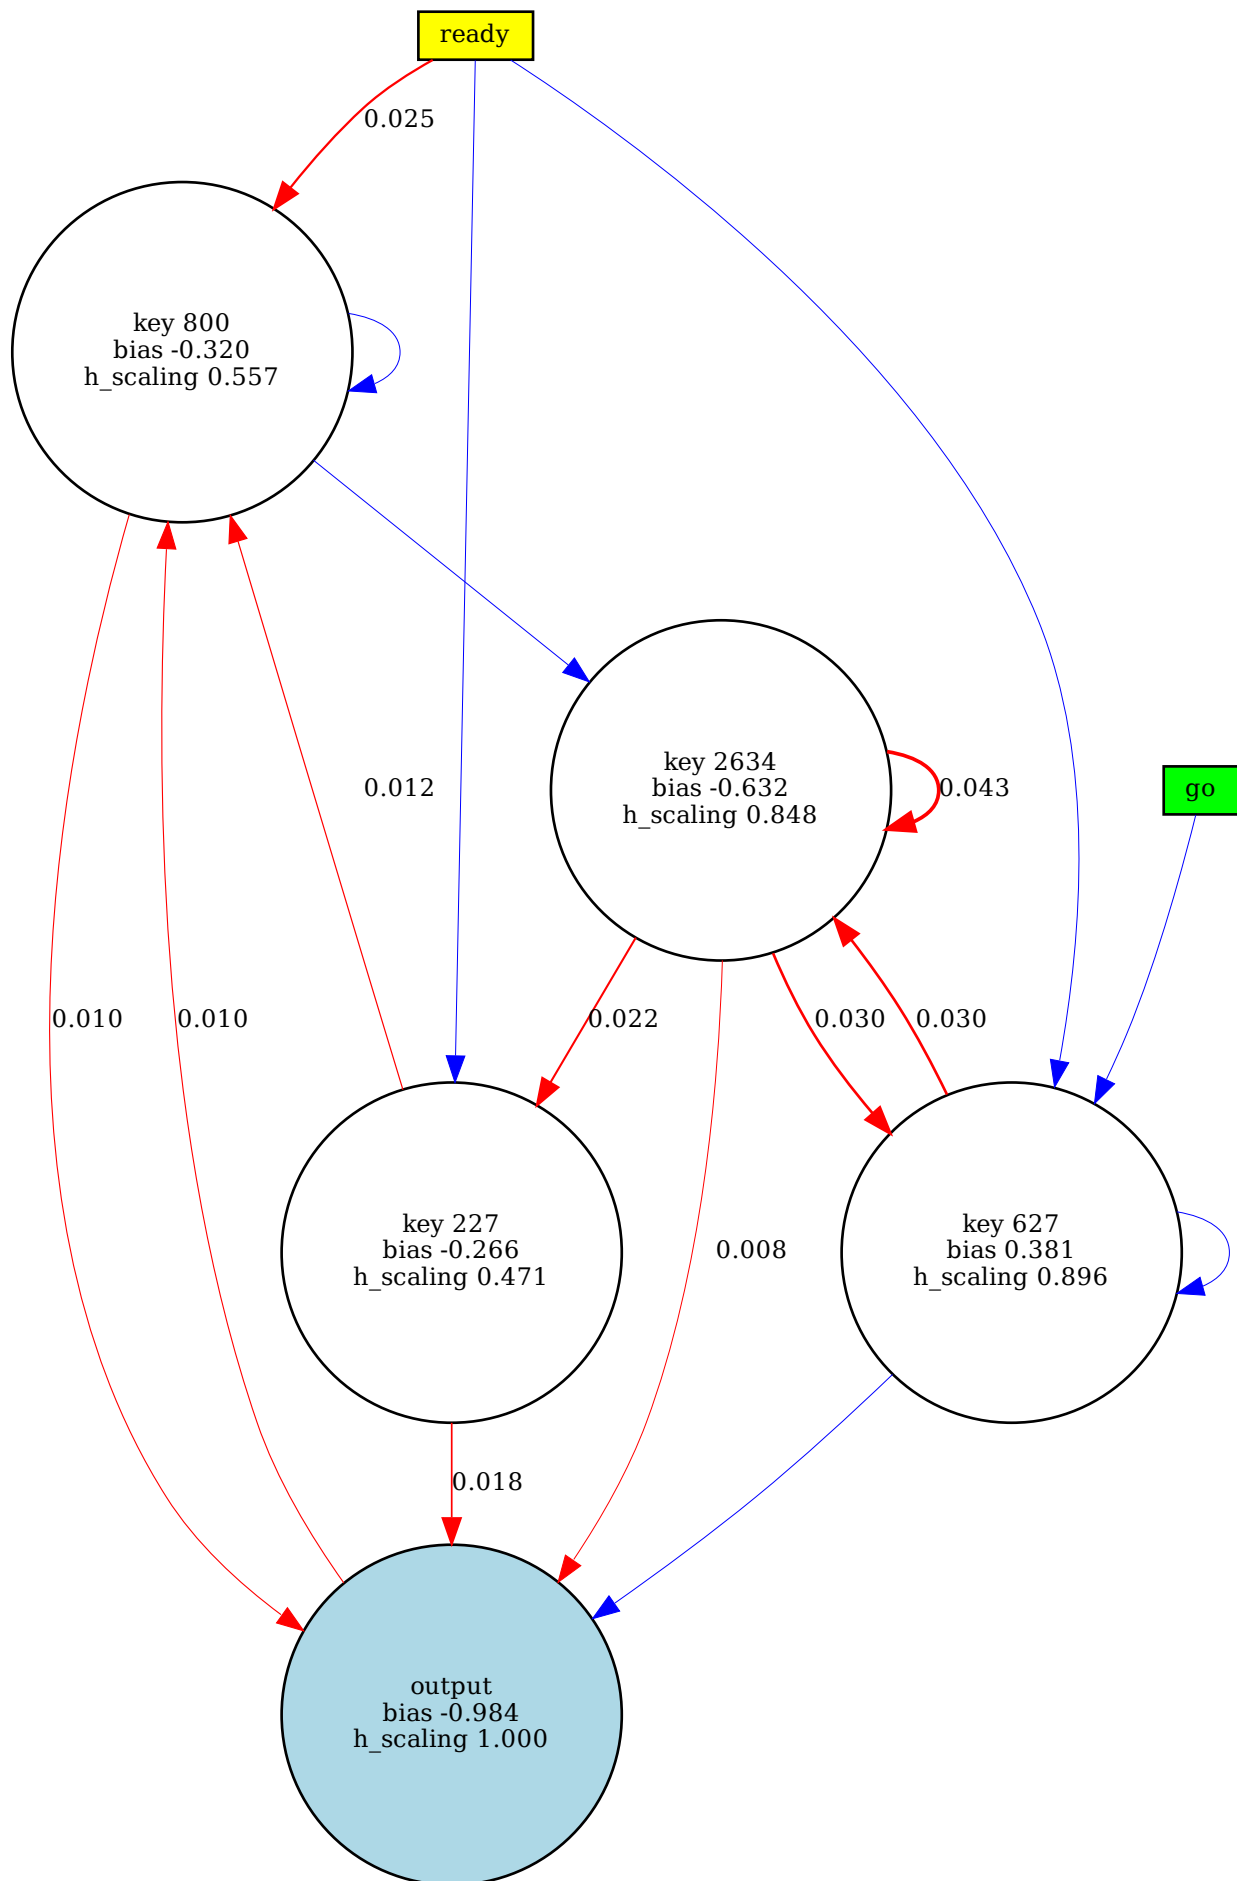 ready
0.025
key 800
bias -0.320
h_scaling 0.557
key 2634
bias -0.632
h_scaling 0.848
0.012
0.043
go
0.010
0.010
0.022
0.030
0.030
key 227
bias -0.266
h_scaling 0.471
0.008
key 627
bias 0.381
h_scaling 0.896
0.018
output
bias -0.984
h_scaling 1.000